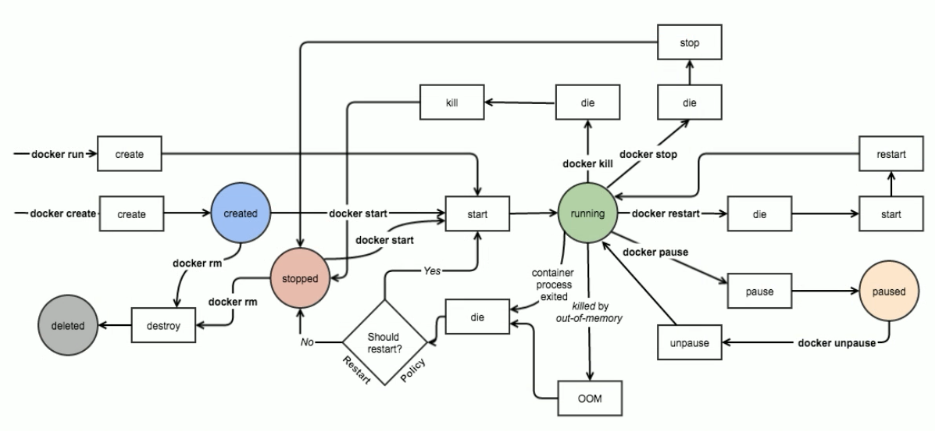 stop
kill
die
die
docker run
create
docker kill
docker stop
restart
docker create
create
created
docker start
start
running
docker restart
die
start
docker start
docker rm
stopped
Yes
docker pause
container
process
exited
pause
paused
docker rm
killed by
out-of-memory
deleted
destroy
No
Should
restart?
Restart
Policy
die
unpause
docker unpause
OOM